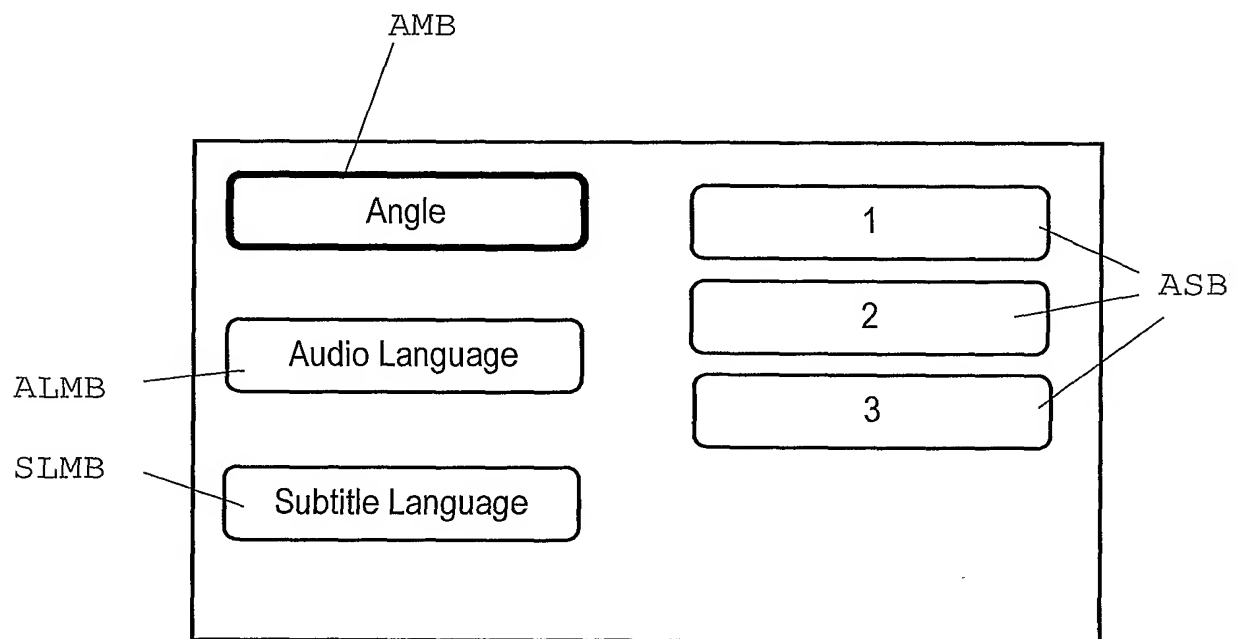 AMB
Angle
1
ASB
2
Audio Language
3
ALMB
SLMB
Subtitle Language